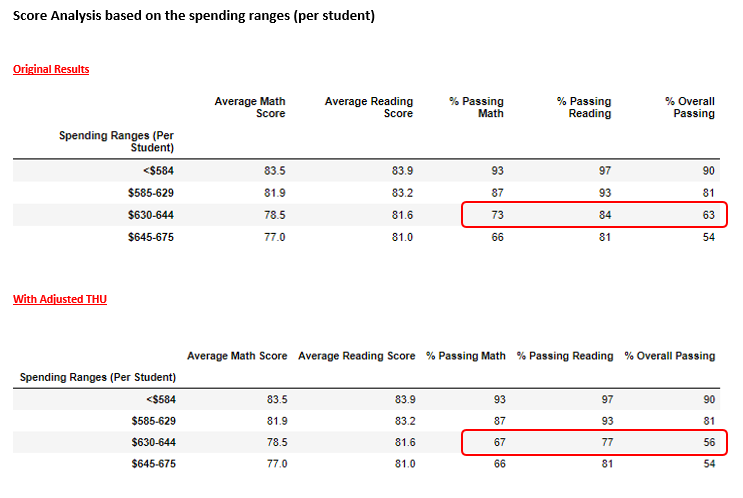 Score Analysis based on the spending ranges (per student)
Original Results
Average Math Score Average Reading Score % Passing Math % Passing Reading % Overall Passing
Spending Ranges (Per Student)
<$584 83.5 83.9 93 97 90
$585-629 81.9 83.2 87 93 81
$630-644 78.5 81.6 73 84 63
$645-675 77.0 81.0 66 81 54
With Adjusted THU
Average Math Score Average Reading Score % Passing Math % Passing Reading % Overall Passing
Spending Ranges (Per Student)
<$584 83.5 83.9 93 97 90
$585-629 81.9 83.2 87 93 81
$630-644 78.5 81.6 67 77 56
$645-675 77.0 81.0 66 81 54